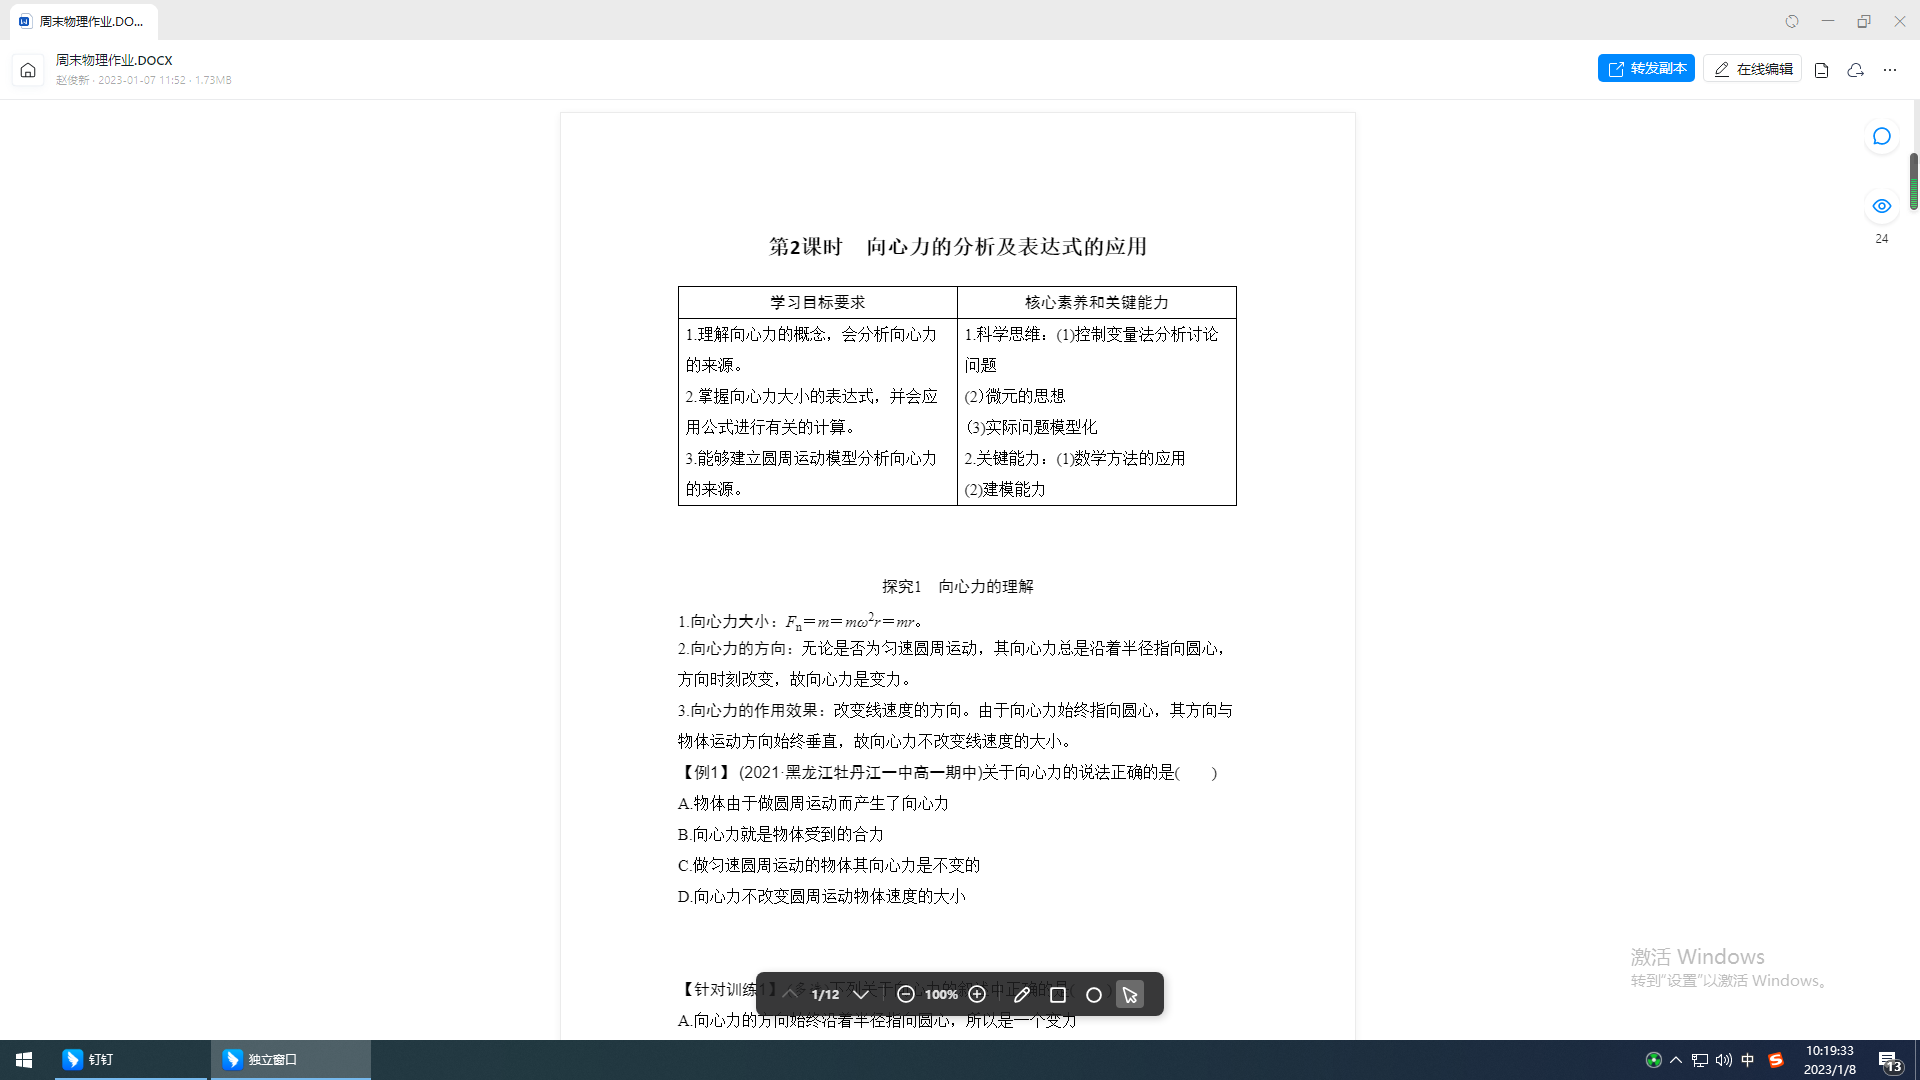 周末物理作业.DO...
周末物理作业.DOCX
赵俊新 · 2023-01-07 11:52 · 1.73MB
转发副本
在线编辑
24
第2课时 向心力的分析及表达式的应用
学习目标要求
核心素养和关键能力
1.理解向心力的概念，会分析向心力
的来源。
2.掌握向心力大小的表达式，并会应
用公式进行有关的计算。
3.能够建立圆周运动模型分析向心力
的来源。
1.科学思维：(1)控制变量法分析讨论
问题
(2)微元的思想
(3)实际问题模型化
2.关键能力：(1)数学方法的应用
(2)建模能力
探究1 向心力的理解
1.向心力大小：Fn＝m＝mω²r＝mr。
2.向心力的方向：无论是否为匀速圆周运动，其向心力总是沿着半径指向圆心，
方向时刻改变，故向心力是变力。
3.向心力的作用效果：改变线速度的方向。由于向心力始终指向圆心，其方向与
物体运动方向始终垂直，故向心力不改变线速度的大小。
【例1】(2021·黑龙江牡丹江一中高一期中)关于向心力的说法正确的是(　　)
A.物体由于做圆周运动而产生了向心力
B.向心力就是物体受到的合力
C.做匀速圆周运动的物体其向心力是不变的
D.向心力不改变圆周运动物体速度的大小
【针对训练1】(多选)下列关于向心力的叙述中正确的是(　　)
1/12
100%
A.向心力的方向始终沿着半径指向圆心，所以是一个变力
激活 Windows
转到"设置"以激活 Windows。
钉钉
独立窗口
中
10:19:33
2023/1/8
13